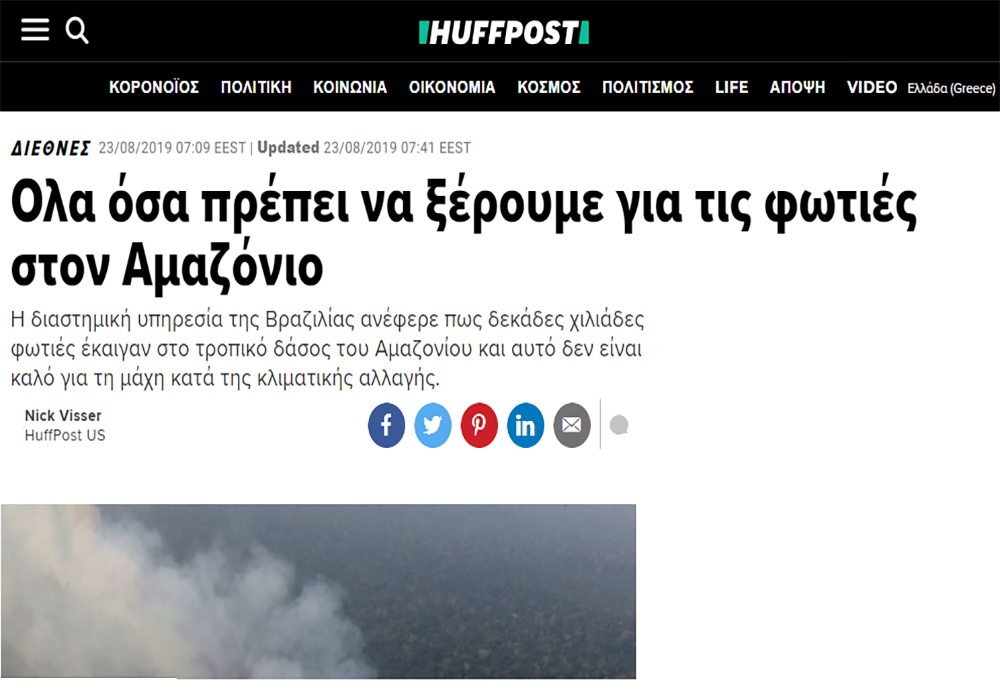 HUFFPOST
ΚΟΡΟΝΟΪΟΣ ΠΟΛΙΤΙΚΗ ΚΟΙΝΩΝΙΑ ΟΙΚΟΝΟΜΙΑ ΚΟΣΜΟΣ ΠΟΛΙΤΙΣΜΟΣ LIFE ΑΠΟΨΗ VIDEO Ελλάδα (Greece)
ΔΙΕΘΝΕΣ 23/08/2019 07:09 EEST | Updated 23/08/2019 07:41 EEST
Ολα όσα πρέπει να ξέρουμε για τις φωτιές
στον Αμαζόνιο
Η διαστημική υπηρεσία της Βραζιλίας ανέφερε πως δεκάδες χιλιάδες
φωτιές έκαιγαν στο τροπικό δάσος του Αμαζονίου και αυτό δεν είναι
καλό για τη μάχη κατά της κλιματικής αλλαγής.
Nick Visser
HuffPost US